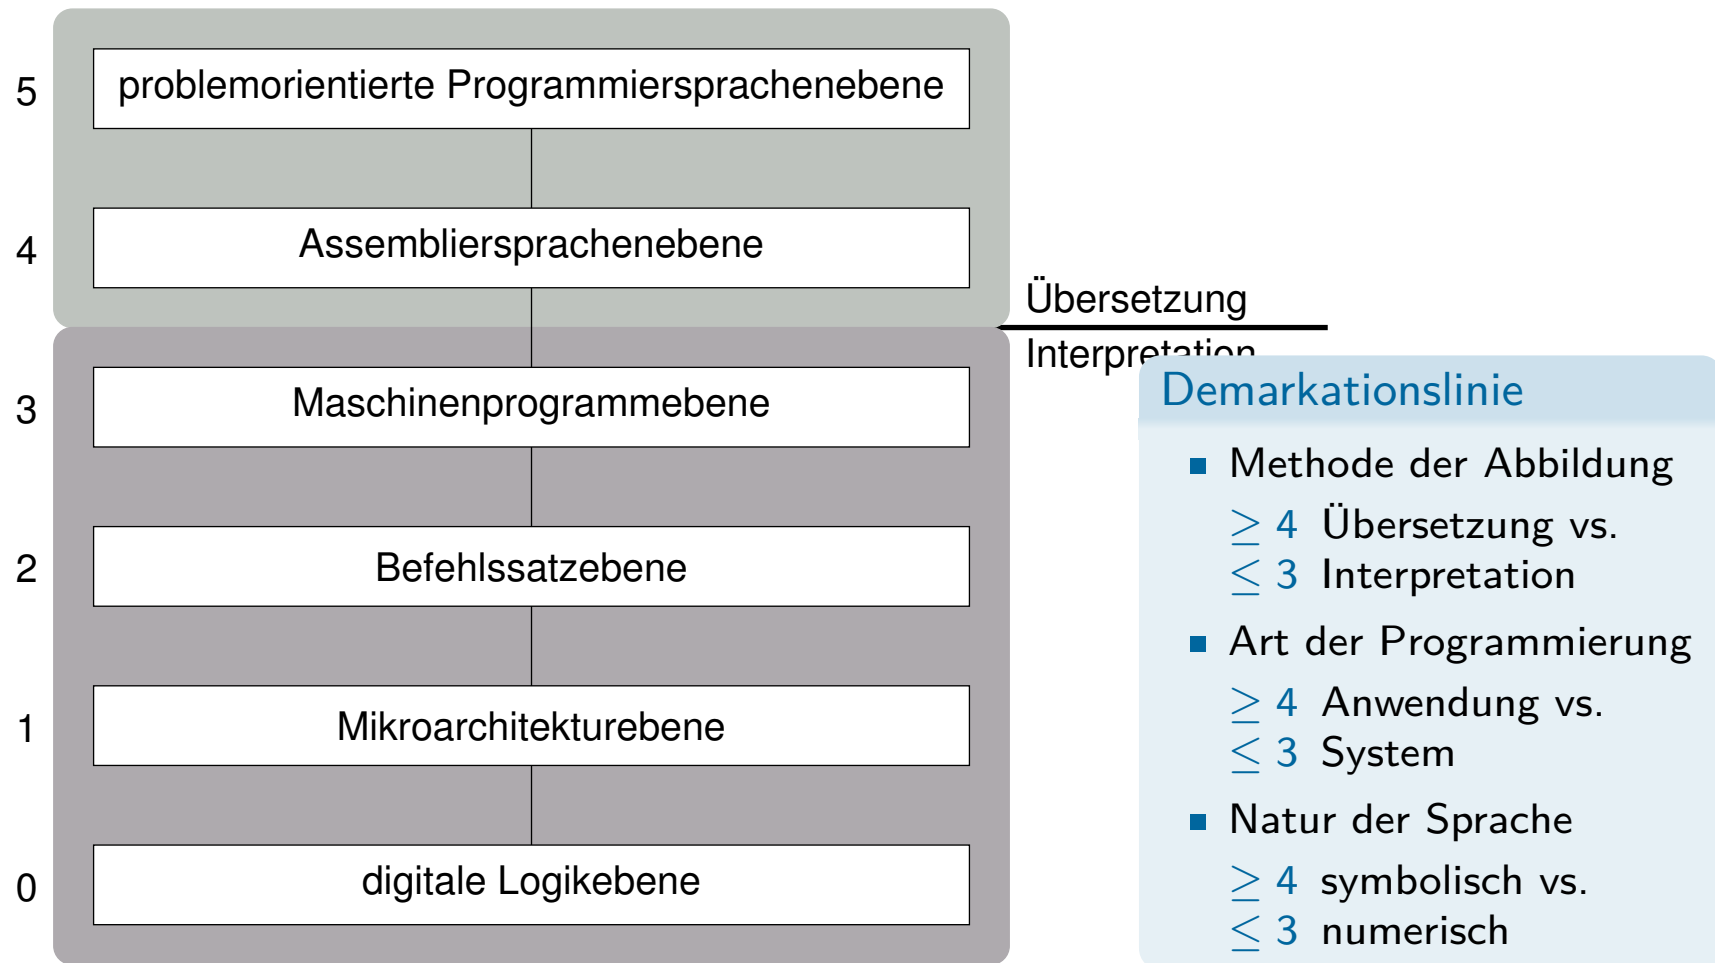 5 problemorientierte Programmiersprachenebene
4 Assembliersprachenebene
Übersetzung
Interpretation
3 Maschinenprogrammebene
2 Befehlssatzebene
1 Mikroarchitekturebene
0 digitale Logikebene
Demarkationslinie
Methode der Abbildung
≥ 4 Übersetzung vs.
≤ 3 Interpretation
Art der Programmierung
≥ 4 Anwendung vs.
≤ 3 System
Natur der Sprache
≥ 4 symbolisch vs.
≤ 3 numerisch